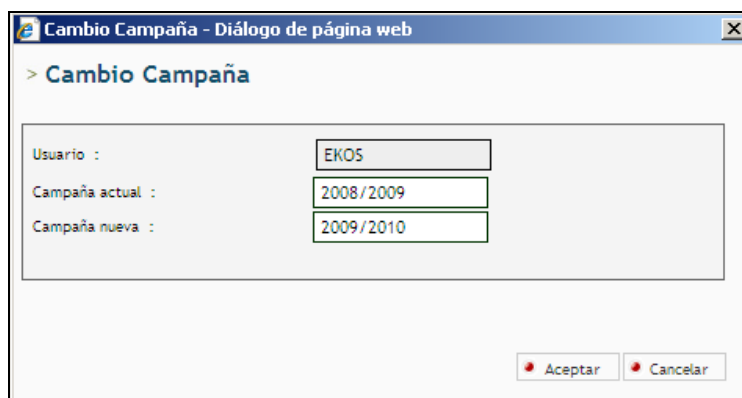 Cambio Campaña - Diálogo de página web
> Cambio Campaña
Usuario : EKOS
Campaña actual : 2008/2009
Campaña nueva : 2009/2010
Aceptar Cancelar